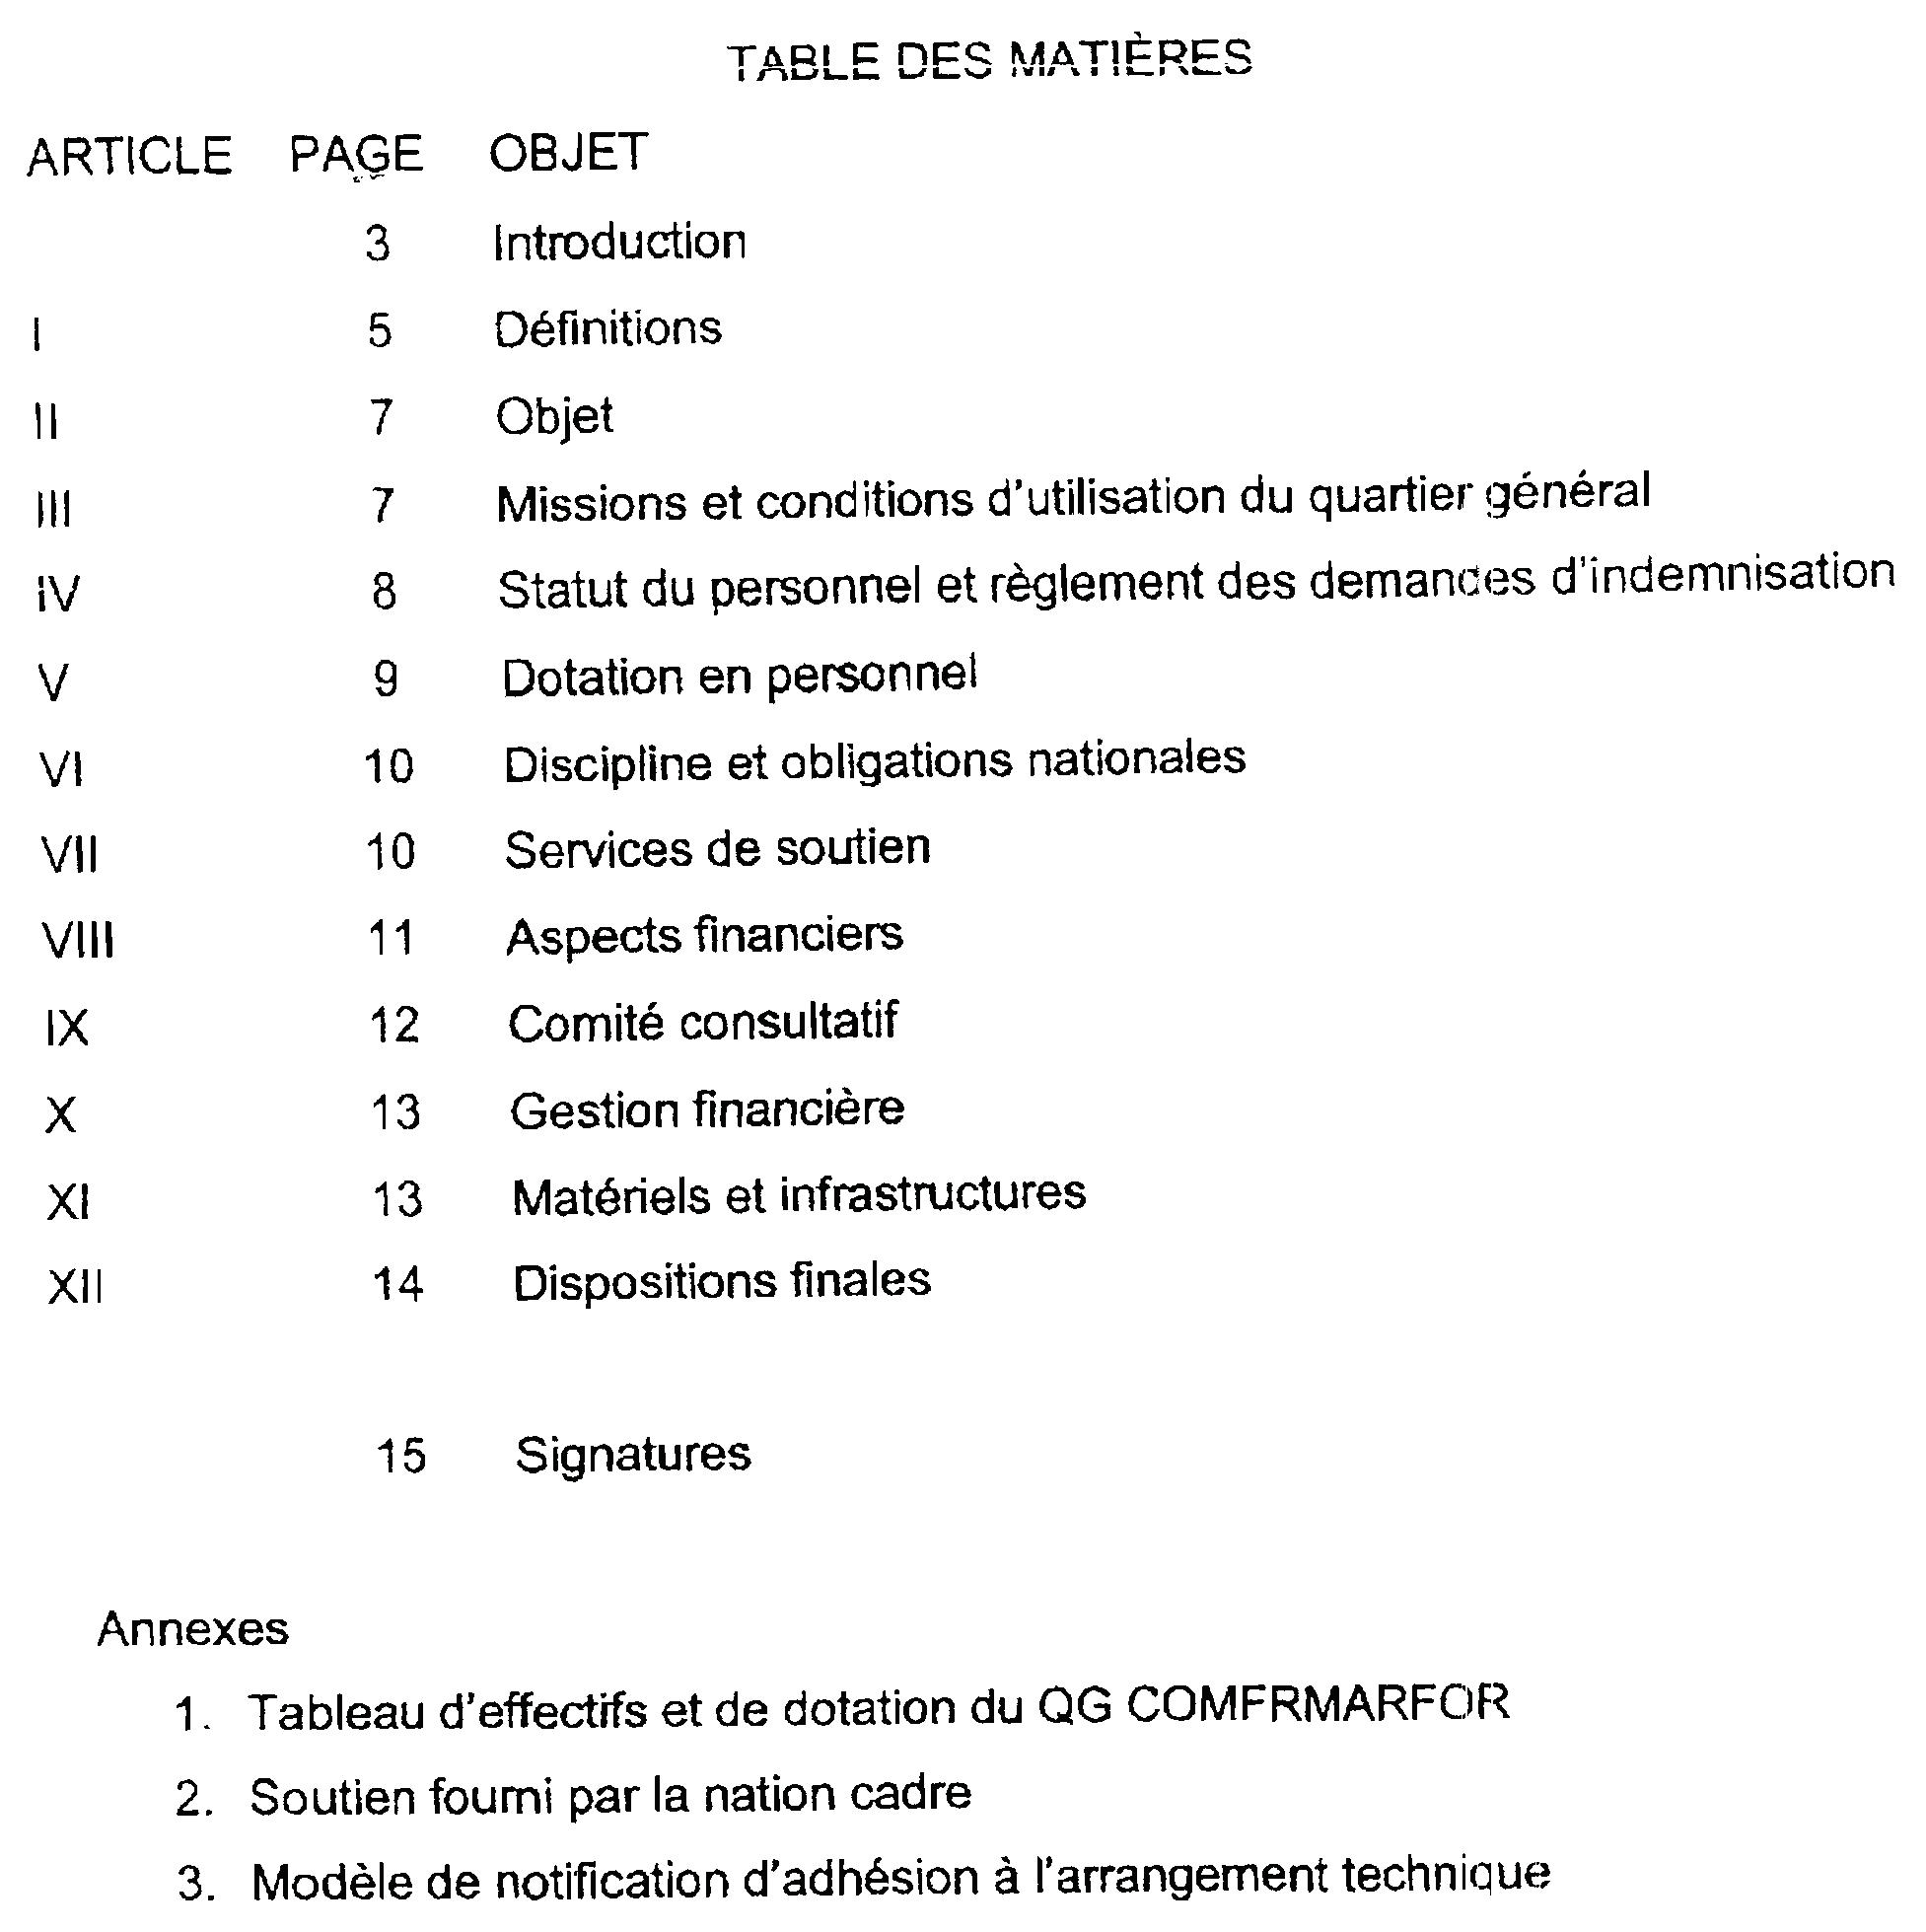 TABLE DES MATIÈRES
ARTICLE PAGE OBJET
3 Introduction
I 5 Définitions
II 7 Objet
III 7 Missions et conditions d'utilisation du quartier général
IV 8 Statut du personnel et règlement des demandes d'indemnisation
V 9 Dotation en personnel
VI 10 Discipline et obligations nationales
VII 10 Services de soutien
VIII 11 Aspects financiers
IX 12 Comité consultatif
X 13 Gestion financière
XI 13 Matériels et infrastructures
XII 14 Dispositions finales
15 Signatures
Annexes
1. Tableau d'effectifs et de dotation du QG COMFRMARFOR
2. Soutien fourni par la nation cadre
3. Modèle de notification d'adhésion à l'arrangement technique